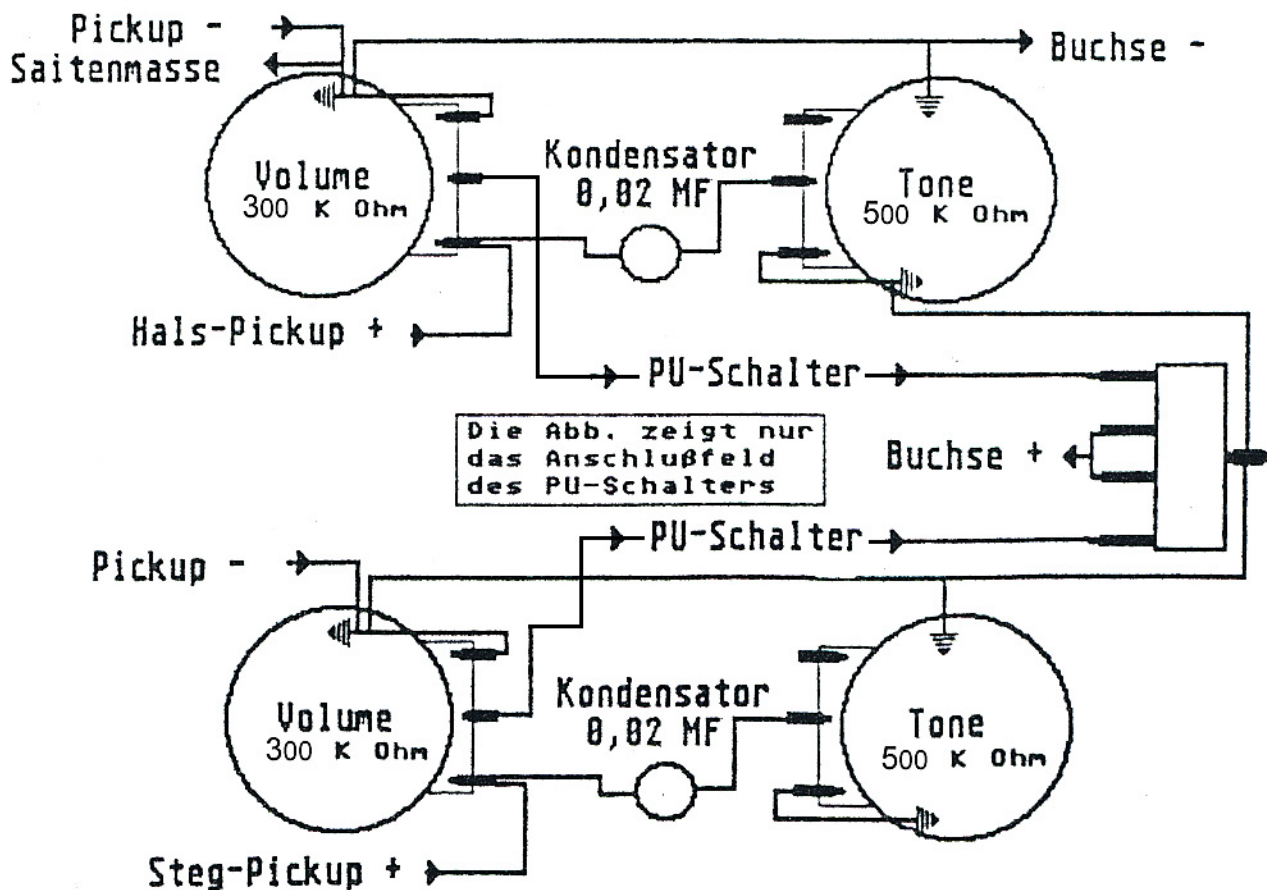 Pickup -
Saitenmasse
Buchse -
Volume
300 K Ohm
Kondensator
0,02 MF
Tone
500 K Ohm
Hals-Pickup +
PU-Schalter
Die Abb. zeigt nur
das Anschlußfeld
des PU-Schalters
Buchse +
PU-Schalter
Pickup -
Volume
300 K Ohm
Kondensator
0,02 MF
Tone
500 K Ohm
Steg-Pickup +